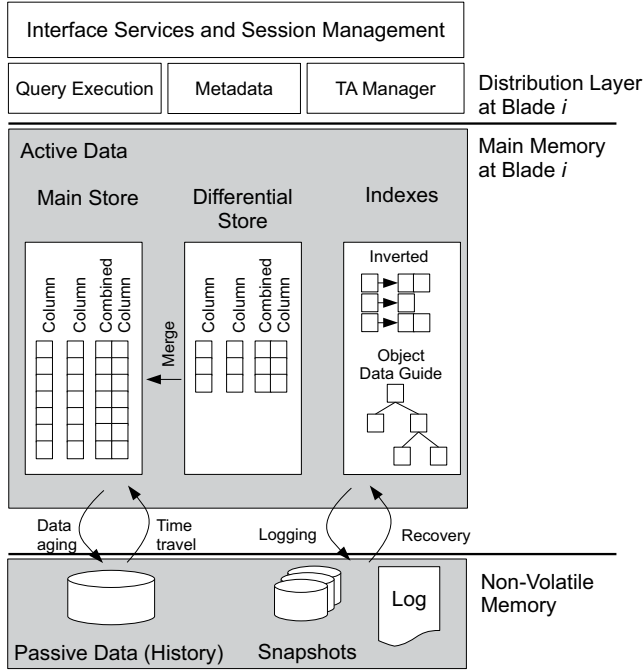 Interface Services and Session Management
Query Execution
Metadata
TA Manager
Distribution Layer
at Blade i
Active Data
Main Memory
at Blade i
Main Store
Differential
Store
Indexes
Column
Column
Combined
Column
Merge
Column
Column
Combined
Column
Inverted
Object
Data Guide
Data
aging
Time
travel
Logging
Recovery
Log
Non-Volatile
Memory
Passive Data (History)
Snapshots